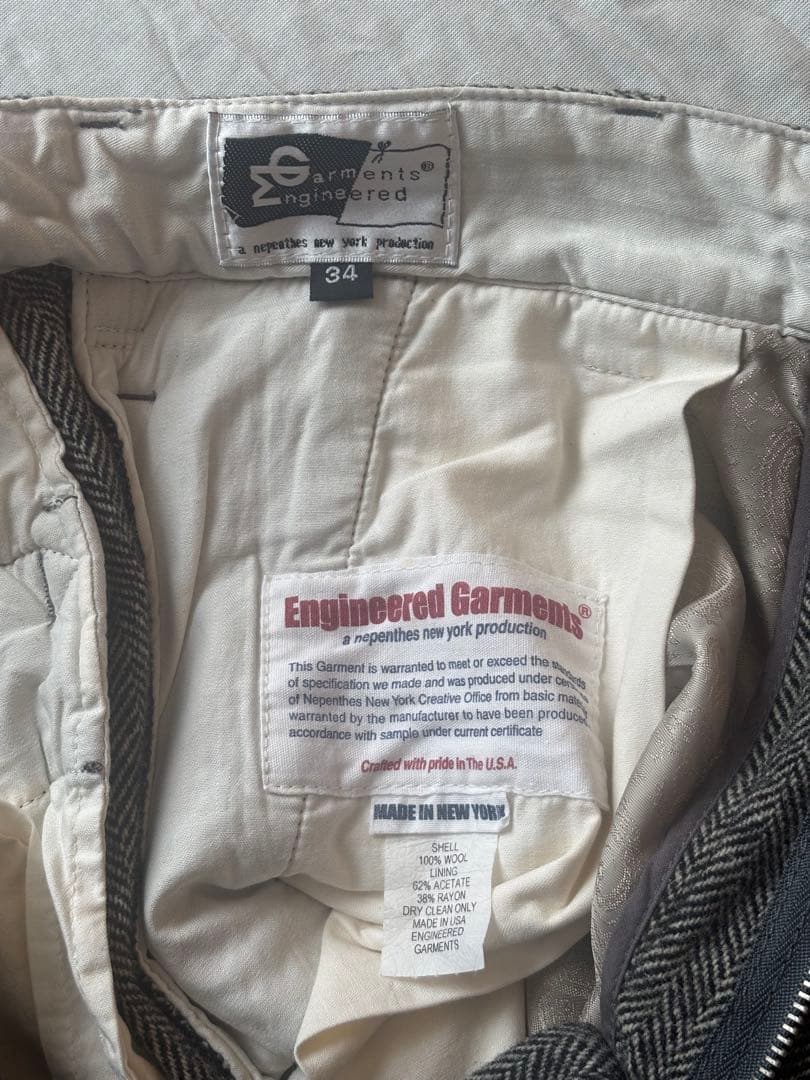 Garments®
Engineered
a nepenthes new york production
34
Engineered Garments®
a nepenthes new york production
This Garment is warranted to meet or exceed the standards
of specification we made and was produced under
of Nepenthes New York Creative Office from basic
warranted by the manufacturer to have been produced
accordance with sample under current certificate
Crafted with pride in The U.S.A.
MADE IN NEW YORK
SHELL
100% WOOL
LINING
62% ACETATE
38% RAYON
DRY CLEAN ONLY
MADE IN USA
ENGINEERED
GARMENTS